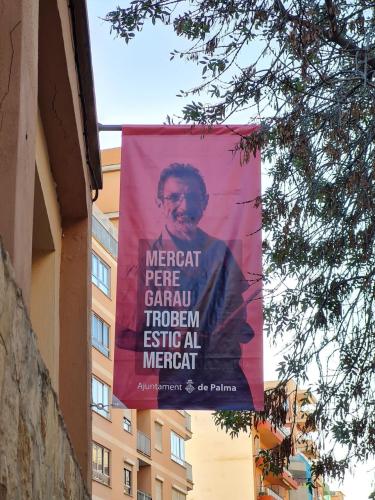 MERCAT
PERE
GARAU
TROBEM
ESTIC AL
MERCAT
Ajuntament de Palma